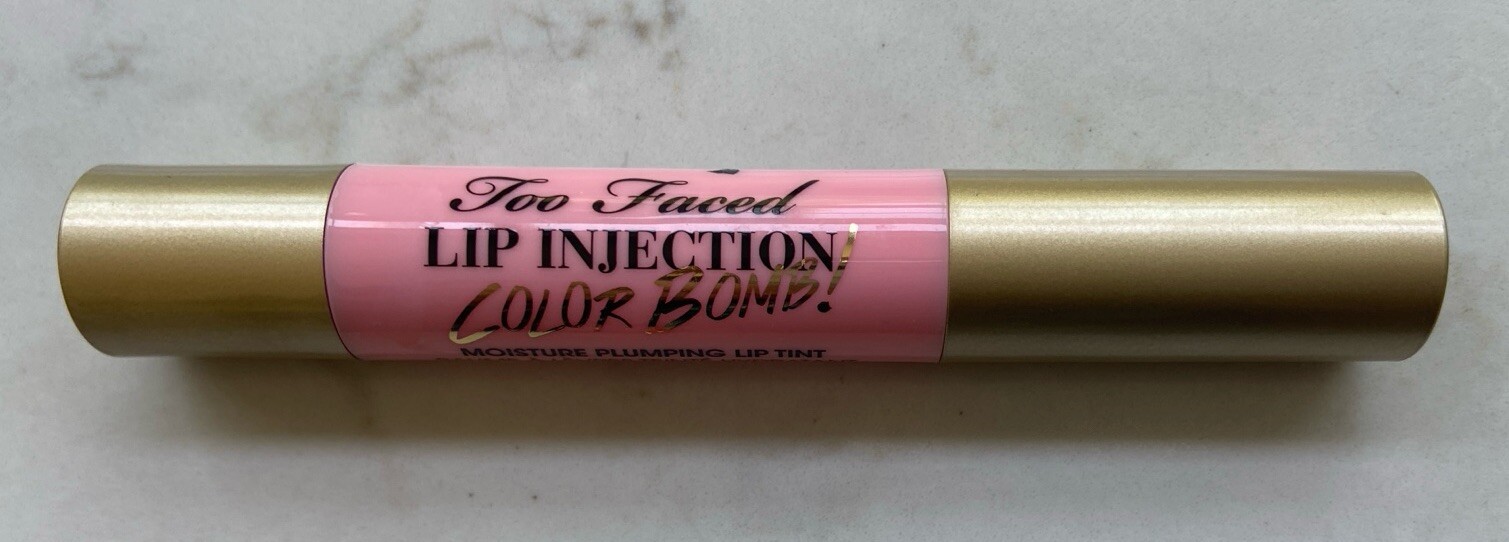 Too Faced
LIP INJECTION
COLOR BOMB!
MOISTURE PLUMPING LIP TINT